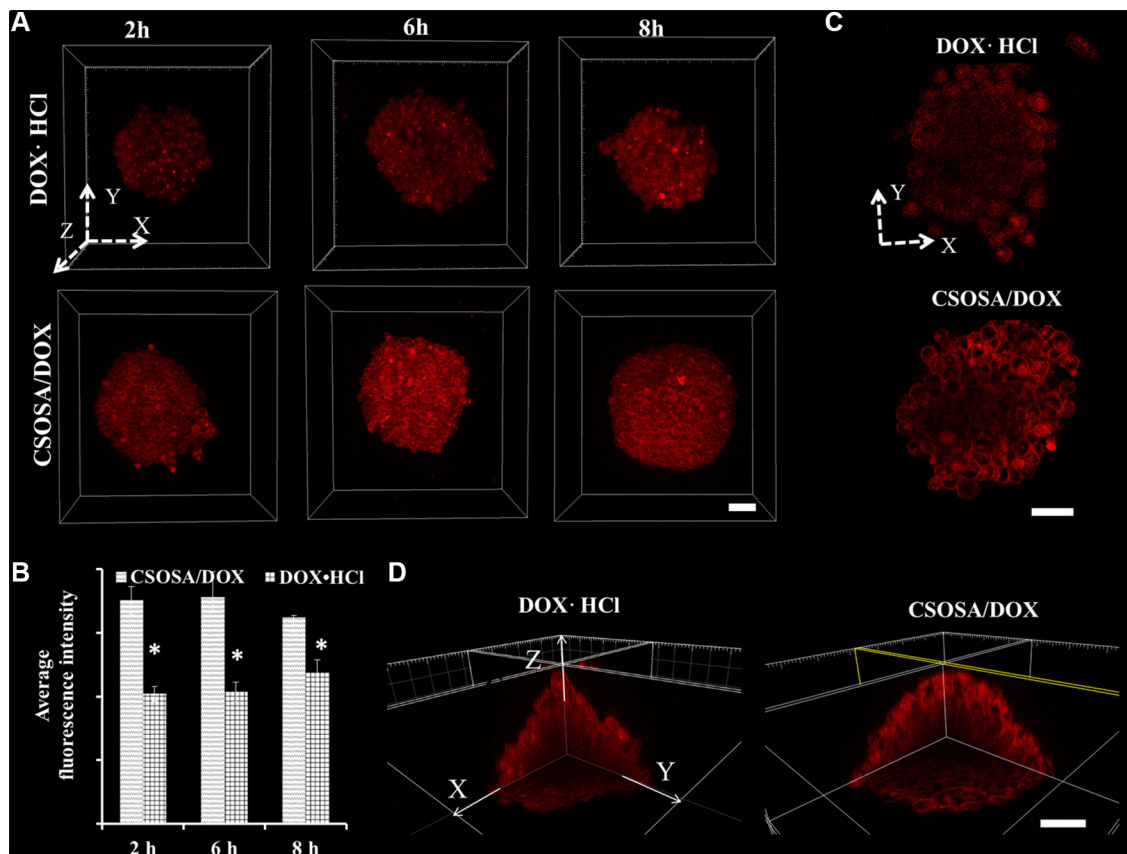 A
2h
6h
8h
C
DOX· HCl
Y
Z
X
CSOSA/DOX
DOX· HCl
Y
X
CSOSA/DOX
B
CSOSA/DOX
DOX•HCl
Average
fluorescence intensity
*
*
*
2 h
6 h
8 h
D
DOX· HCl
Z
X
Y
CSOSA/DOX